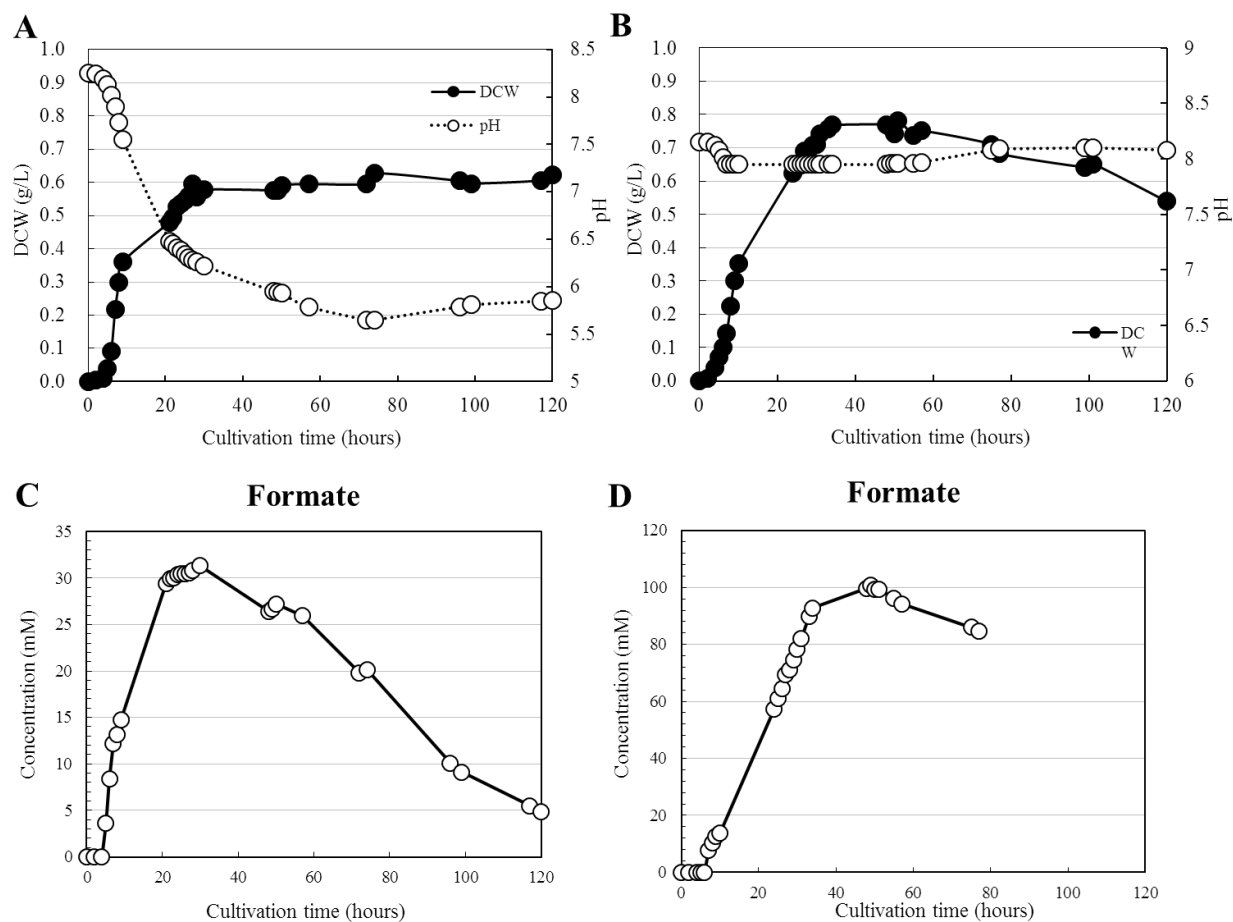 A
DCW (g/L)
1.0
0.9
0.8
0.7
0.6
0.5
0.4
0.3
0.2
0.1
0.0
8.5
8
7.5
7
6.5
6
5.5
5
pH
DCW
pH
0 20 40 60 80 100 120
Cultivation time (hours)
B
DCW (g/L)
1.0
0.9
0.8
0.7
0.6
0.5
0.4
0.3
0.2
0.1
0.0
9
8.5
8
7.5
7
6.5
6
pH
DC
W
0 20 40 60 80 100 120
Cultivation time (hours)
C
Formate
Concentration (mM)
35
30
25
20
15
10
5
0
0 20 40 60 80 100 120
Cultivation time (hours)
D
Formate
Concentration (mM)
120
100
80
60
40
20
0
0 20 40 60 80 100 120
Cultivation time (hours)